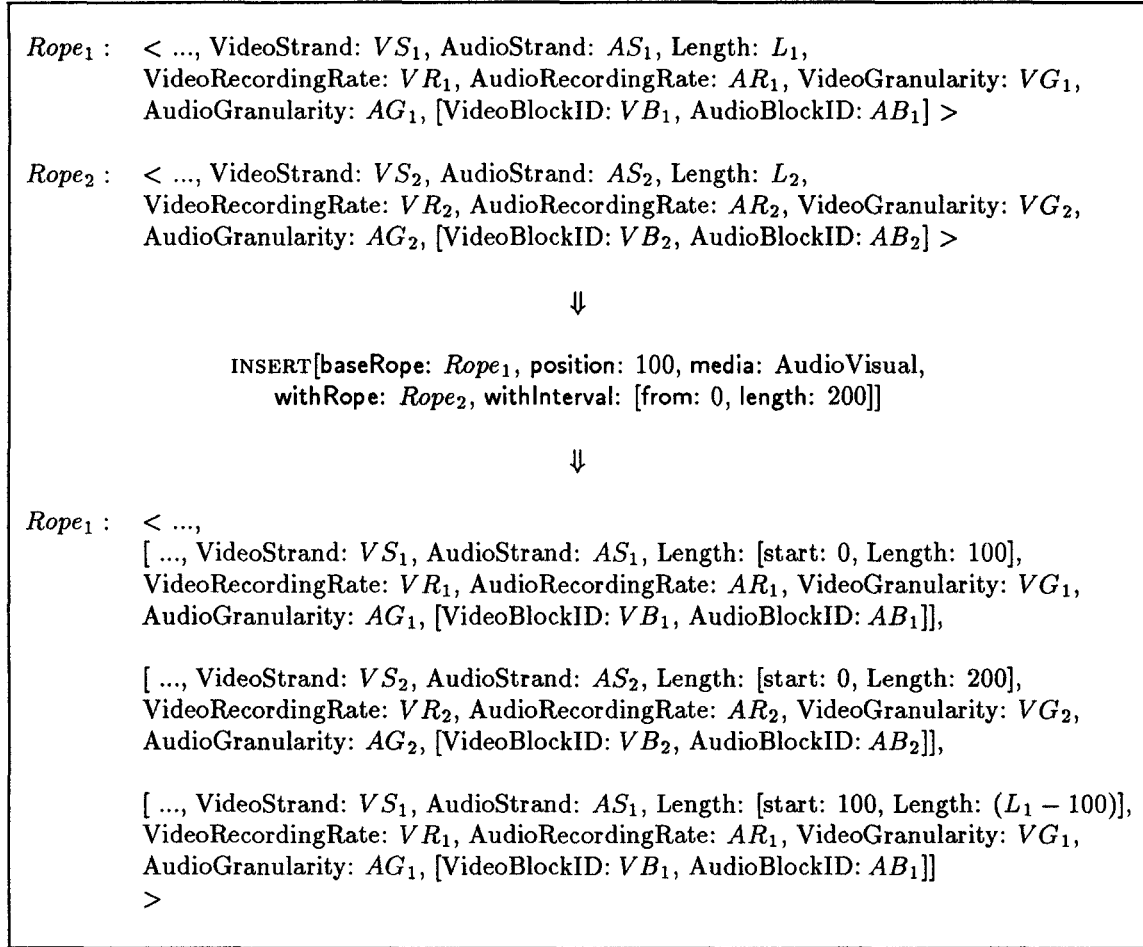 Rope₁ : < ..., VideoStrand: VS₁, AudioStrand: AS₁, Length: L₁,
VideoRecordingRate: VR₁, AudioRecordingRate: AR₁, VideoGranularity: VG₁,
AudioGranularity: AG₁, [VideoBlockID: VB₁, AudioBlockID: AB₁] >
Rope₂ : < ..., VideoStrand: VS₂, AudioStrand: AS₂, Length: L₂,
VideoRecordingRate: VR₂, AudioRecordingRate: AR₂, VideoGranularity: VG₂,
AudioGranularity: AG₂, [VideoBlockID: VB₂, AudioBlockID: AB₂] >
⇓
INSERT[baseRope: Rope₁, position: 100, media: AudioVisual,
withRope: Rope₂, withInterval: [from: 0, length: 200]]
⇓
Rope₁ : < ...,
[ ..., VideoStrand: VS₁, AudioStrand: AS₁, Length: [start: 0, Length: 100],
VideoRecordingRate: VR₁, AudioRecordingRate: AR₁, VideoGranularity: VG₁,
AudioGranularity: AG₁, [VideoBlockID: VB₁, AudioBlockID: AB₁]],
[ ..., VideoStrand: VS₂, AudioStrand: AS₂, Length: [start: 0, Length: 200],
VideoRecordingRate: VR₂, AudioRecordingRate: AR₂, VideoGranularity: VG₂,
AudioGranularity: AG₂, [VideoBlockID: VB₂, AudioBlockID: AB₂]],
[ ..., VideoStrand: VS₁, AudioStrand: AS₁, Length: [start: 100, Length: (L₁ − 100)],
VideoRecordingRate: VR₁, AudioRecordingRate: AR₁, VideoGranularity: VG₁,
AudioGranularity: AG₁, [VideoBlockID: VB₁, AudioBlockID: AB₁]]
>